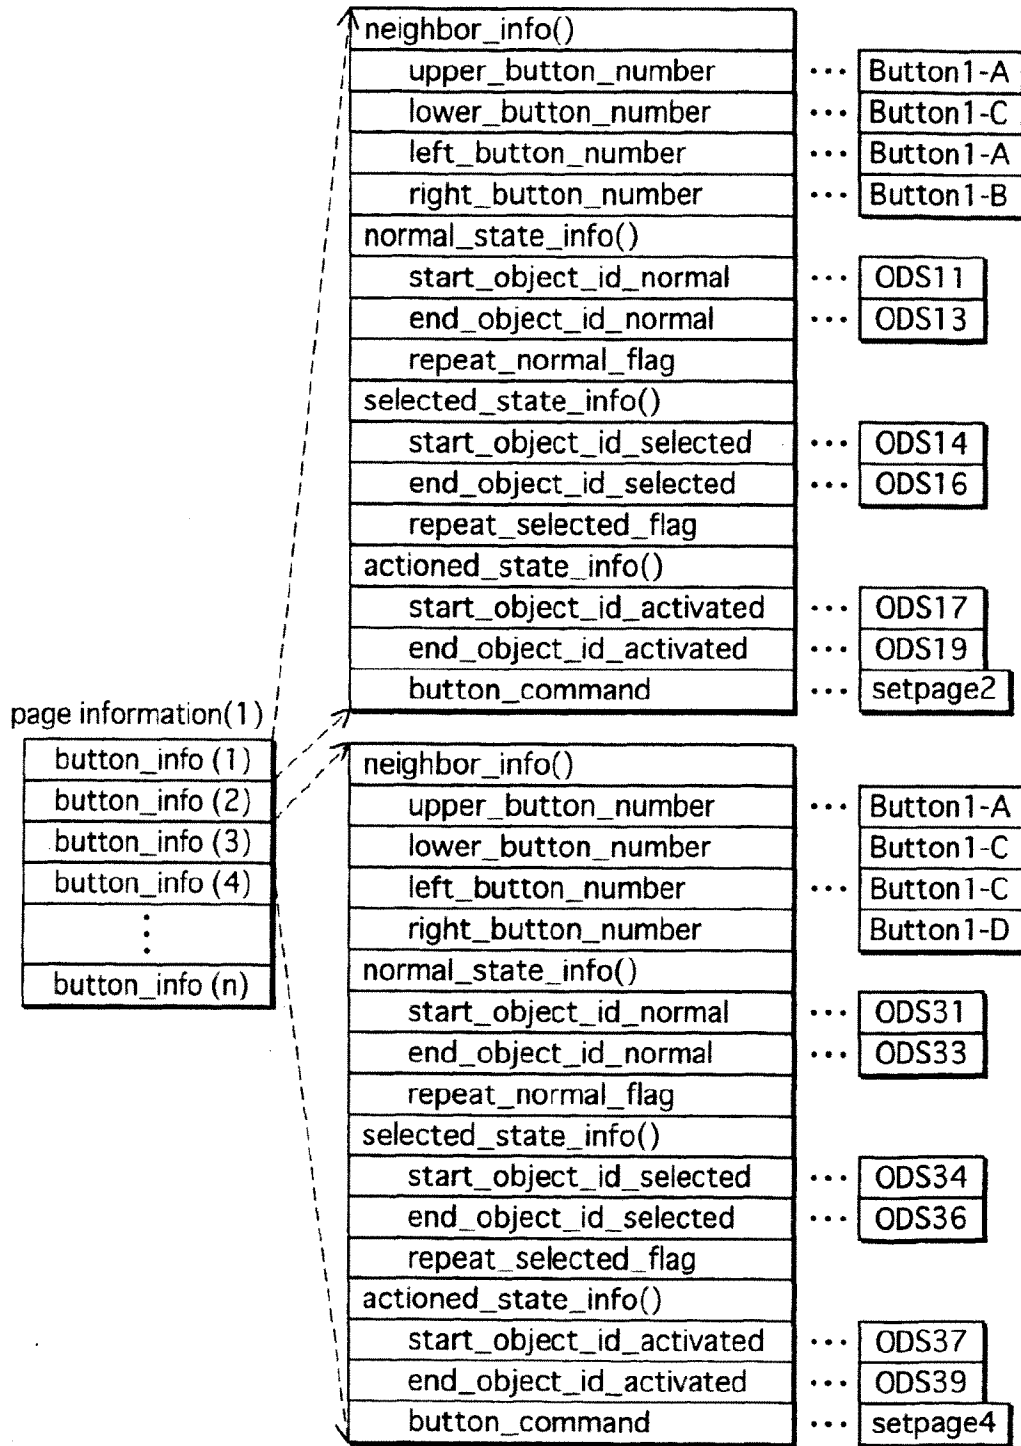 neighbor_info()
upper_button_number ... Button1-A
lower_button_number ... Button1-C
left_button_number ... Button1-A
right_button_number ... Button1-B
normal_state_info()
start_object_id_normal ... ODS11
end_object_id_normal ... ODS13
repeat_normal_flag
selected_state_info()
start_object_id_selected ... ODS14
end_object_id_selected ... ODS16
repeat_selected_flag
actioned_state_info()
start_object_id_activated ... ODS17
end_object_id_activated ... ODS19
button_command ... setpage2
page information(1)
button_info (1)
button_info (2)
button_info (3)
button_info (4)
⋮
button_info (n)
neighbor_info()
upper_button_number ... Button1-A
lower_button_number Button1-C
left_button_number ... Button1-C
right_button_number Button1-D
normal_state_info()
start_object_id_normal ... ODS31
end_object_id_normal ... ODS33
repeat_normal_flag
selected_state_info()
start_object_id_selected ... ODS34
end_object_id_selected ... ODS36
repeat_selected_flag
actioned_state_info()
start_object_id_activated ... ODS37
end_object_id_activated ... ODS39
button_command ... setpage4